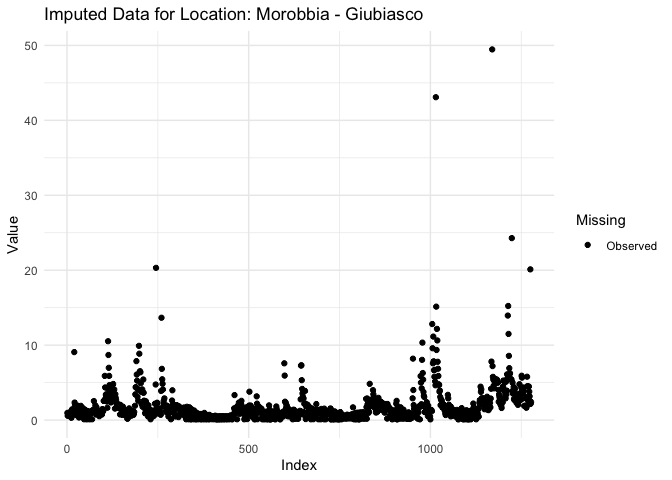 Imputed Data for Location: Morobbia - Giubiasco
50
40
30
20
10
0
Value
0
500
1000
Index
Missing
Observed